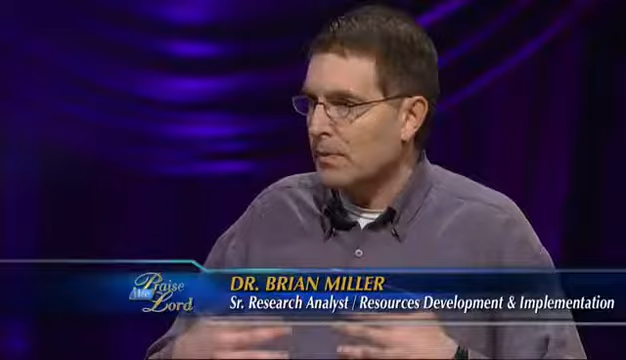 Praise
the
Lord
DR. BRIAN MILLER
Sr. Research Analyst / Resources Development & Implementation